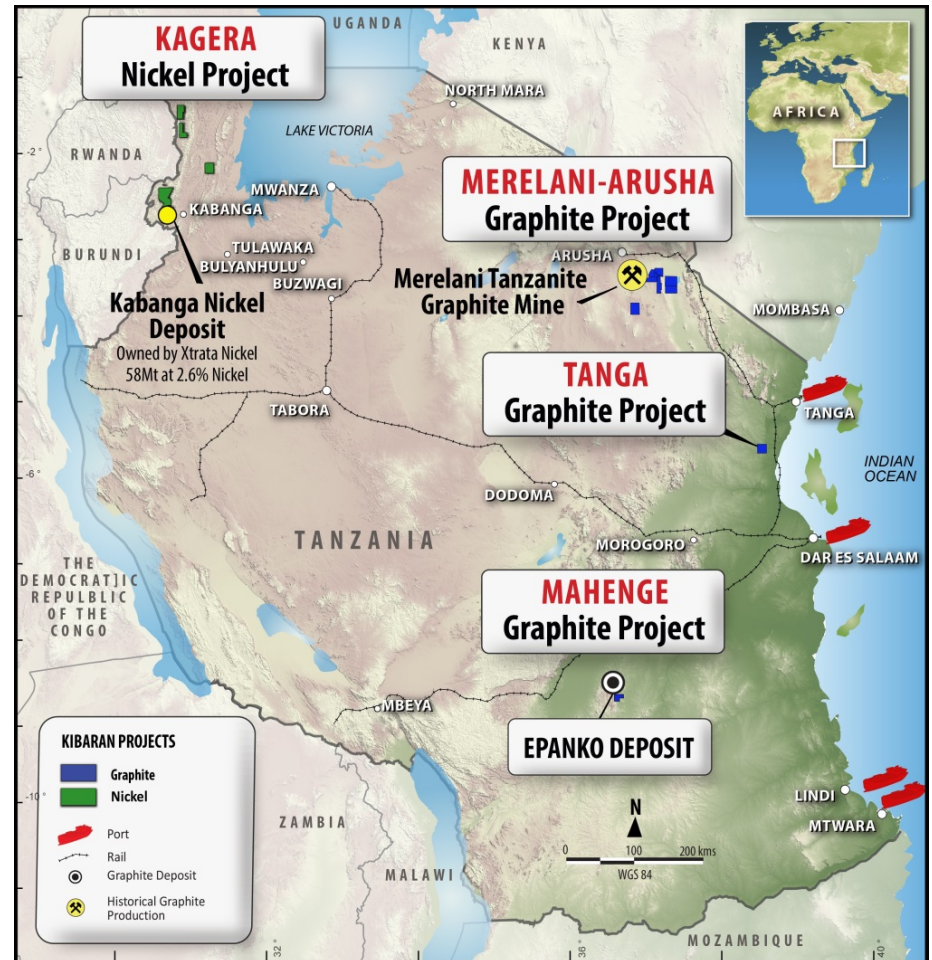 UGANDA
KAGERA
Nickel Project
KENYA
AFRICA
NORTH MARA
LAKE VICTORIA
-2°
RWANDA
MWANZA
MERELANI-ARUSHA
Graphite Project
KABANGA
BURUNDI
TULAWAKA
BULYANHULU
BUZWAGI
ARUSHA
Merelani Tanzanite
Graphite Mine
Kabanga Nickel
Deposit
Owned by Xtrata Nickel
58Mt at 2.6% Nickel
MOMBASA
TANGA
Graphite Project
TABORA
TANGA
-6°
INDIAN
OCEAN
DODOMA
TANZANIA
MOROGORO
DAR ES SALAAM
THE
DEMOCRAT]IC
REPULBLIC
OF THE
CONGO
MAHENGE
Graphite Project
MBEYA
EPANKO DEPOSIT
KIBARAN PROJECTS
Graphite
Nickel
Port
Rail
Graphite Deposit
Historical Graphite
Production
-10°
ZAMBIA
MALAWI
N
0 100 200 kms
WGS 84
LINDI
MTWARA
MOZAMBIQUE
32°
36°
40°